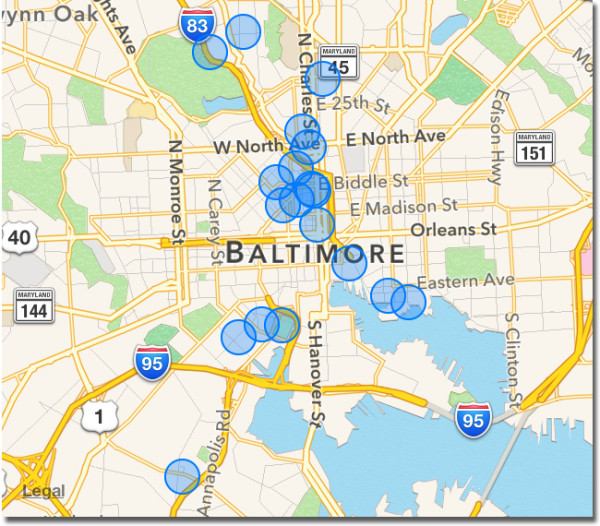 wynn Oak
hts Ave
83
N Charles St
MARYLAND
45
E 25th St
Edison Hwy
W North Ave
E North Ave
MARYLAND
151
N Monroe St
N Carey St
E Biddle St
E Madison St
Orleans St
40
BALTIMORE
Eastern Ave
MARYLAND
144
S Hanover St
S Clinton St
95
1
95
Annapolis Rd
Legal